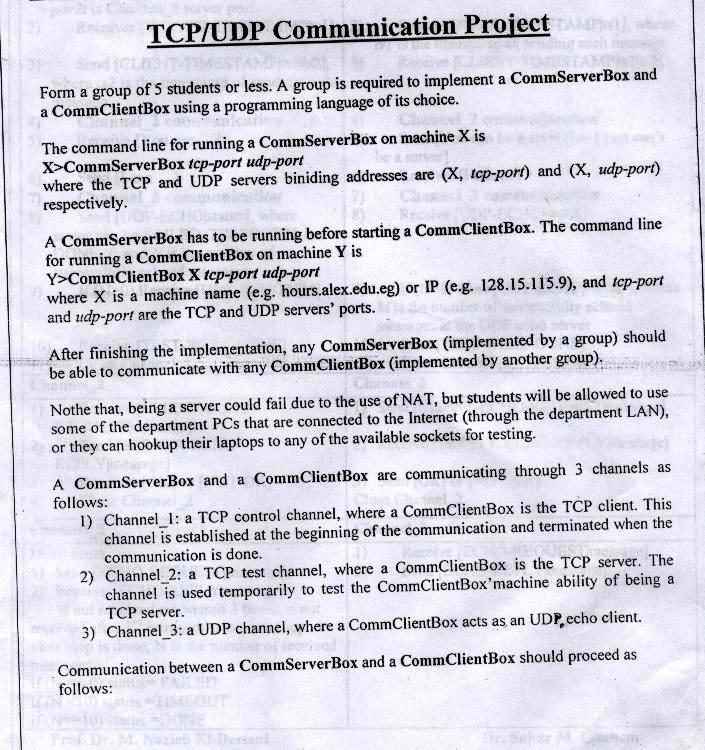 TCP/UDP Communication Project
Form a group of 5 students or less. A group is required to implement a CommServerBox and
a CommClientBox using a programming language of its choice.
The command line for running a CommServerBox on machine X is
X>CommServerBox tcp-port udp-port
where the TCP and UDP servers biniding addresses are (X, tcp-port) and (X, udp-port)
respectively.
A CommServerBox has to be running before starting a CommClientBox. The command line
for running a CommClientBox on machine Y is
Y>CommClientBox X tcp-port udp-port
where X is a machine name (e.g. hours.alex.edu.eg) or IP (e.g. 128.15.115.9), and tcp-port
and udp-port are the TCP and UDP servers' ports.
After finishing the implementation, any CommServerBox (implemented by a group) should
be able to communicate with any CommClientBox (implemented by another group).
Nothe that, being a server could fail due to the use of NAT, but students will be allowed to use
some of the department PCs that are connected to the Internet (through the department LAN),
or they can hookup their laptops to any of the available sockets for testing.
A CommServerBox and a CommClientBox are communicating through 3 channels as
follows:
1) Channel_1: a TCP control channel, where a CommClientBox is the TCP client. This
channel is established at the beginning of the communication and terminated when the
communication is done.
2) Channel_2: a TCP test channel, where a CommClientBox is the TCP server. The
channel is used temporarily to test the CommClientBox'machine ability of being a
TCP server.
3) Channel_3: a UDP channel, where a CommClientBox acts as an UDP echo client.
Communication between a CommServerBox and a CommClientBox should proceed as
follows: